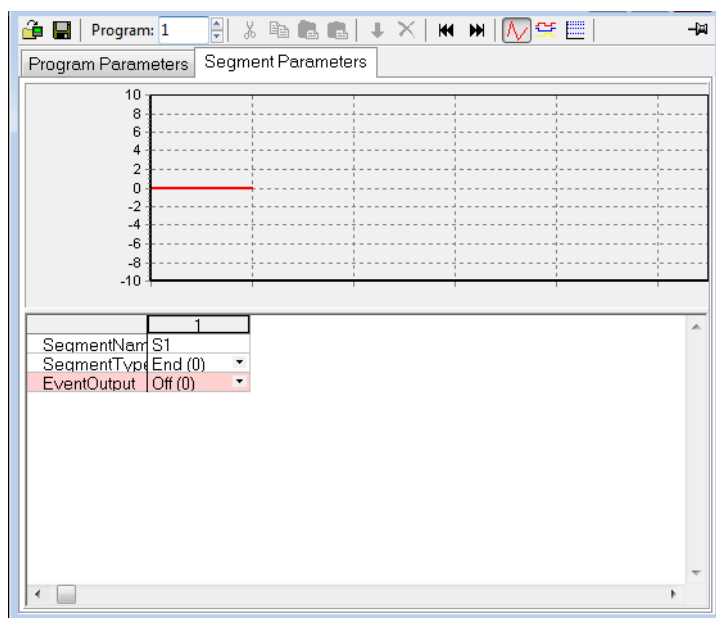 Program: 1
Program Parameters Segment Parameters
10
8
6
4
2
0
-2
-4
-6
-8
-10
1
SegmentNam S1
SegmentType End (0)
EventOutput Off (0)